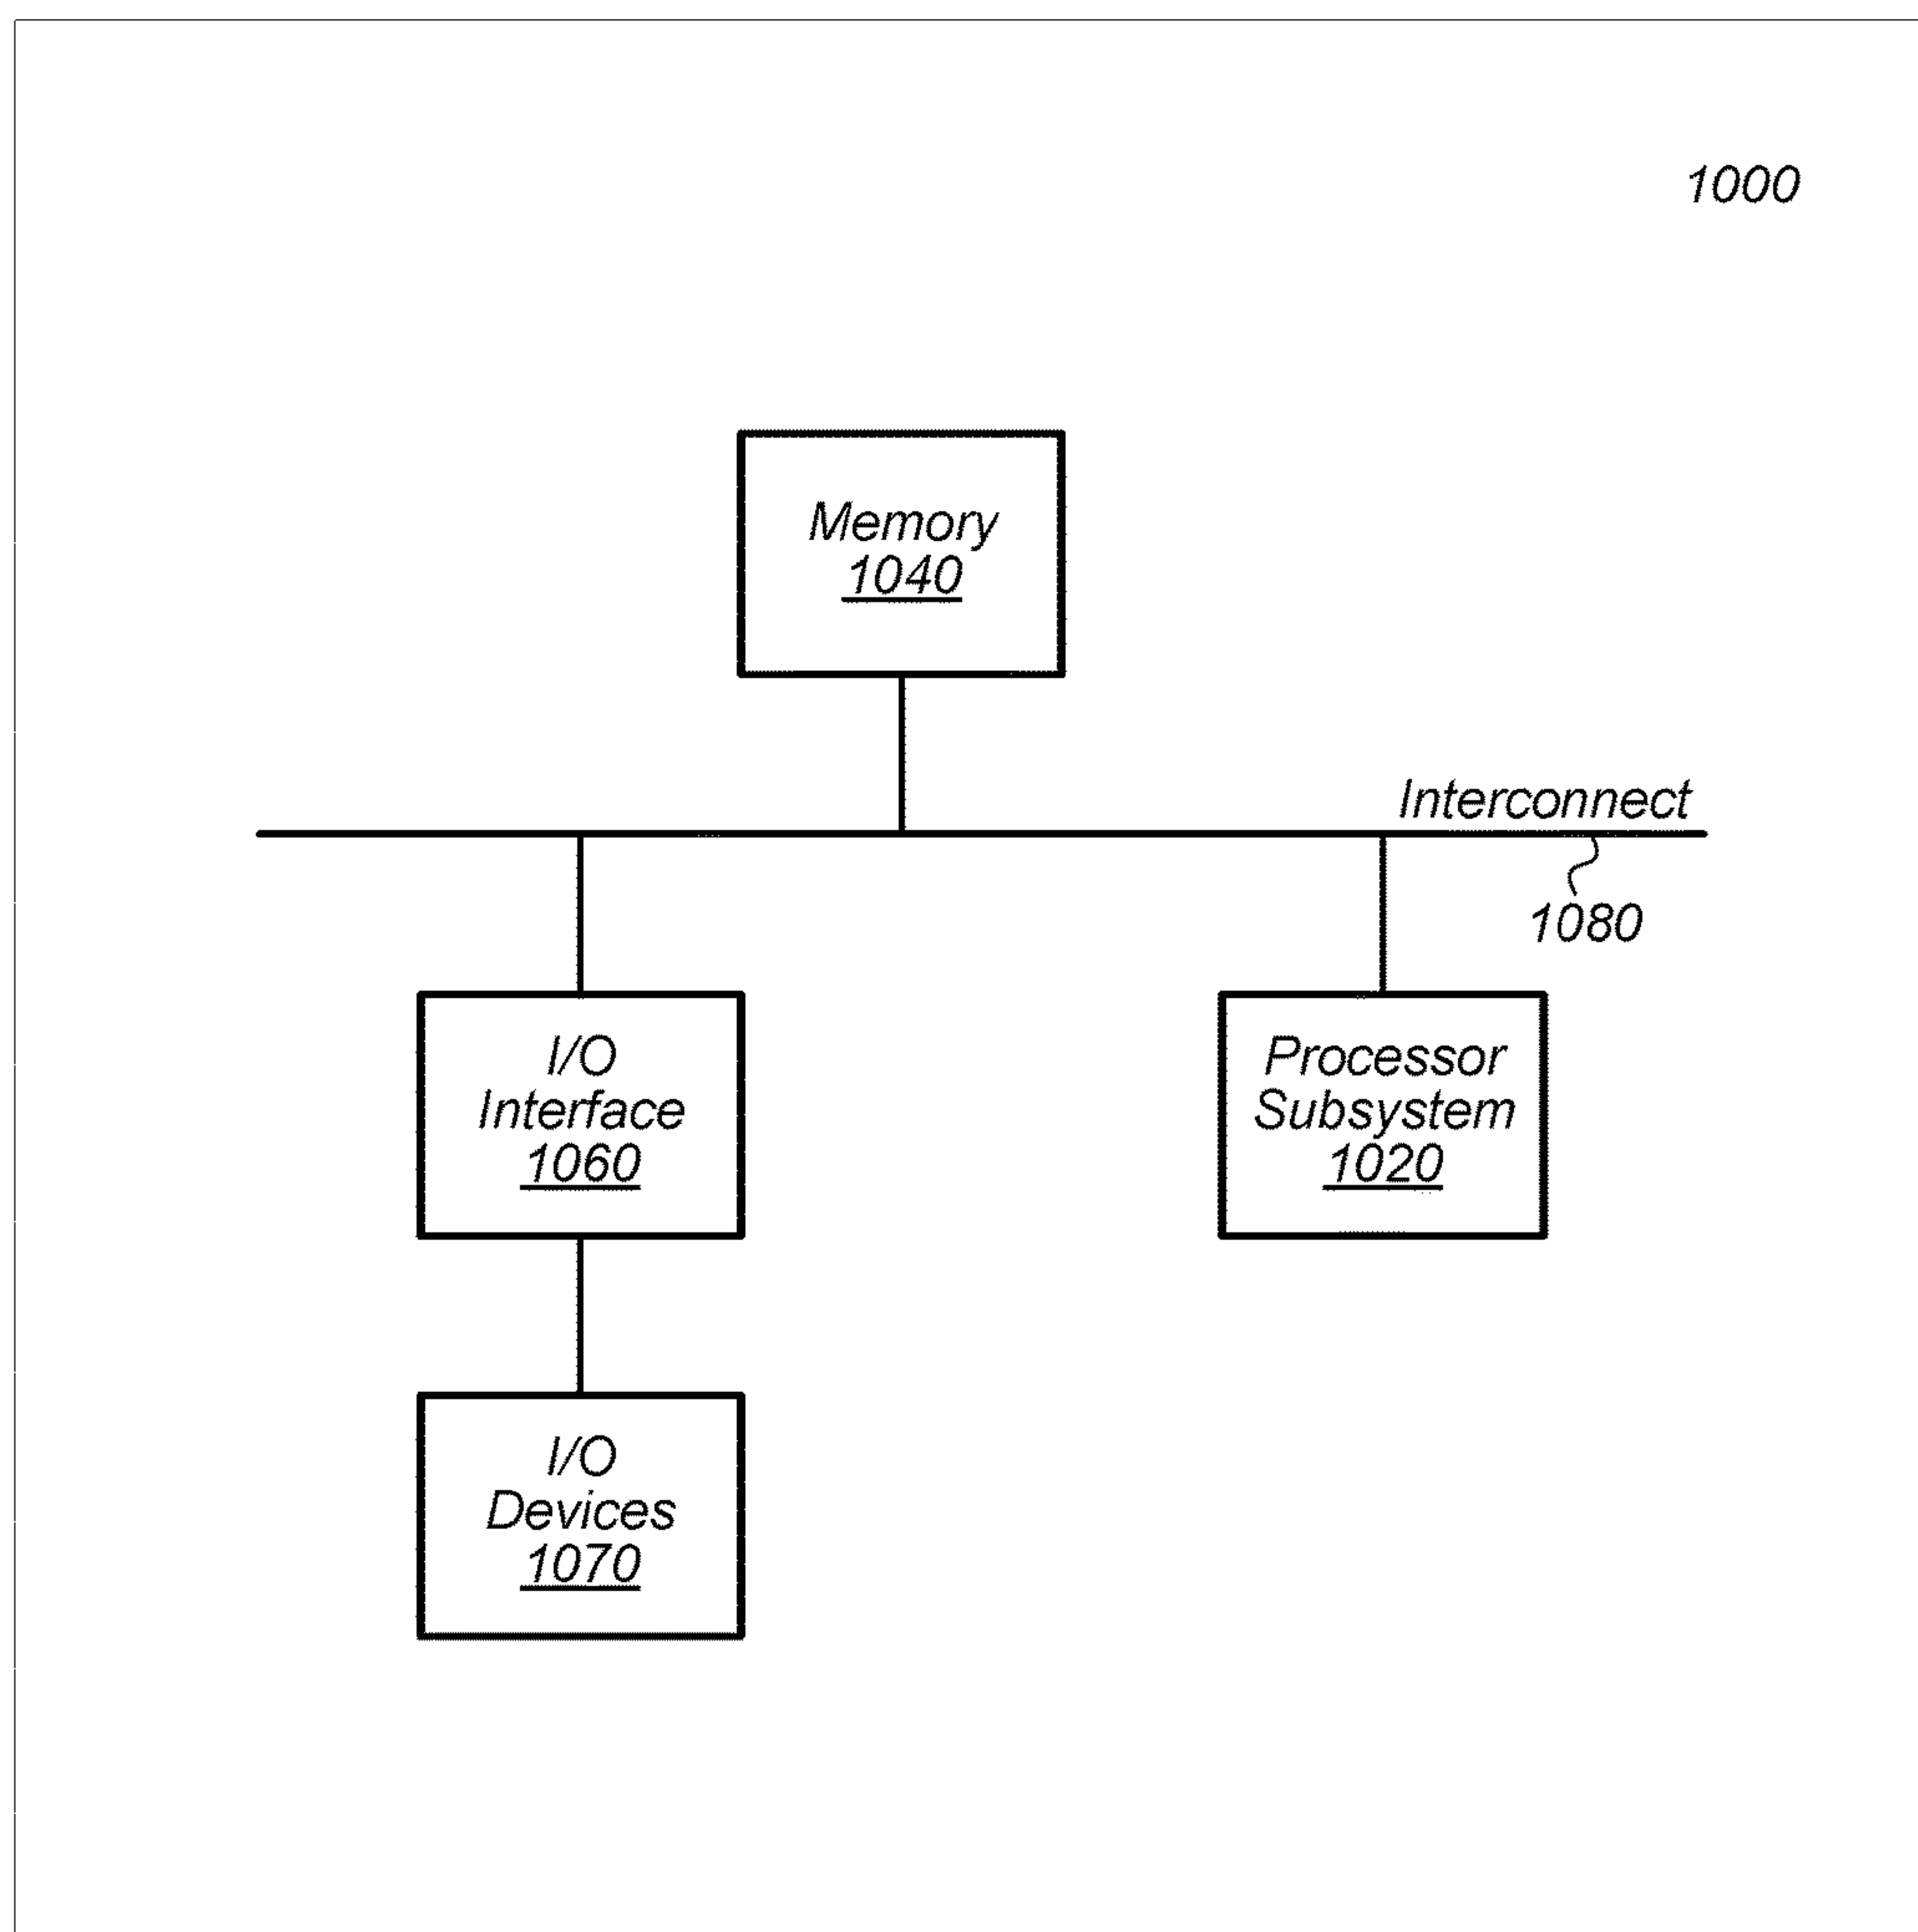 1000
Memory
1040
Interconnect
1080
I/O
Interface
1060
Processor
Subsystem
1020
I/O
Devices
1070